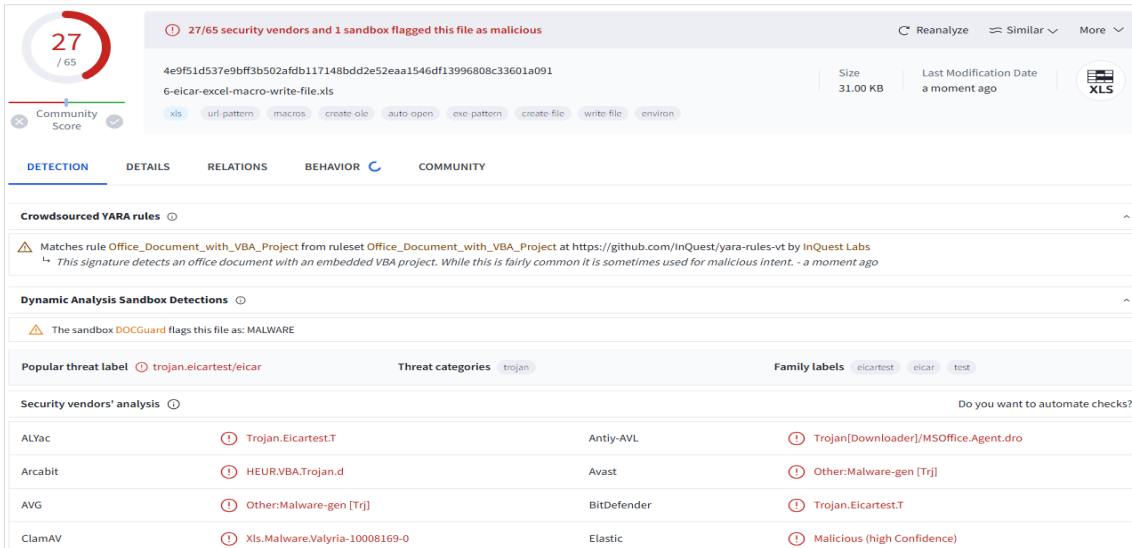 27
/ 65
Community
Score
27/65 security vendors and 1 sandbox flagged this file as malicious
Reanalyze Similar More
4e9f51d537e9bff3b502afdb117148bdd2e52eaa1546df13996808c33601a091
6-eicar-excel-macro-write-file.xls
Size
31.00 KB
Last Modification Date
a moment ago
XLS
xls url-pattern macros create-ole auto-open exe-pattern create-file write-file environ
DETECTION DETAILS RELATIONS BEHAVIOR COMMUNITY
Crowdsourced YARA rules
Matches rule Office_Document_with_VBA_Project from ruleset Office_Document_with_VBA_Project at https://github.com/InQuest/yara-rules-vt by InQuest Labs
This signature detects an office document with an embedded VBA project. While this is fairly common it is sometimes used for malicious intent. - a moment ago
Dynamic Analysis Sandbox Detections
The sandbox DOCGuard flags this file as: MALWARE
Popular threat label trojan.eicartest/eicar Threat categories trojan Family labels eicartest eicar test
Security vendors' analysis Do you want to automate checks?
ALYac Trojan.Eicartest.T Antiy-AVL Trojan[Downloader]/MSOffice.Agent.dro
Arcabit HEUR.VBA.Trojan.d Avast Other:Malware-gen [Trj]
AVG Other:Malware-gen [Trj] BitDefender Trojan.Eicartest.T
ClamAV Xls.Malware.Valyria-10008169-0 Elastic Malicious (high Confidence)